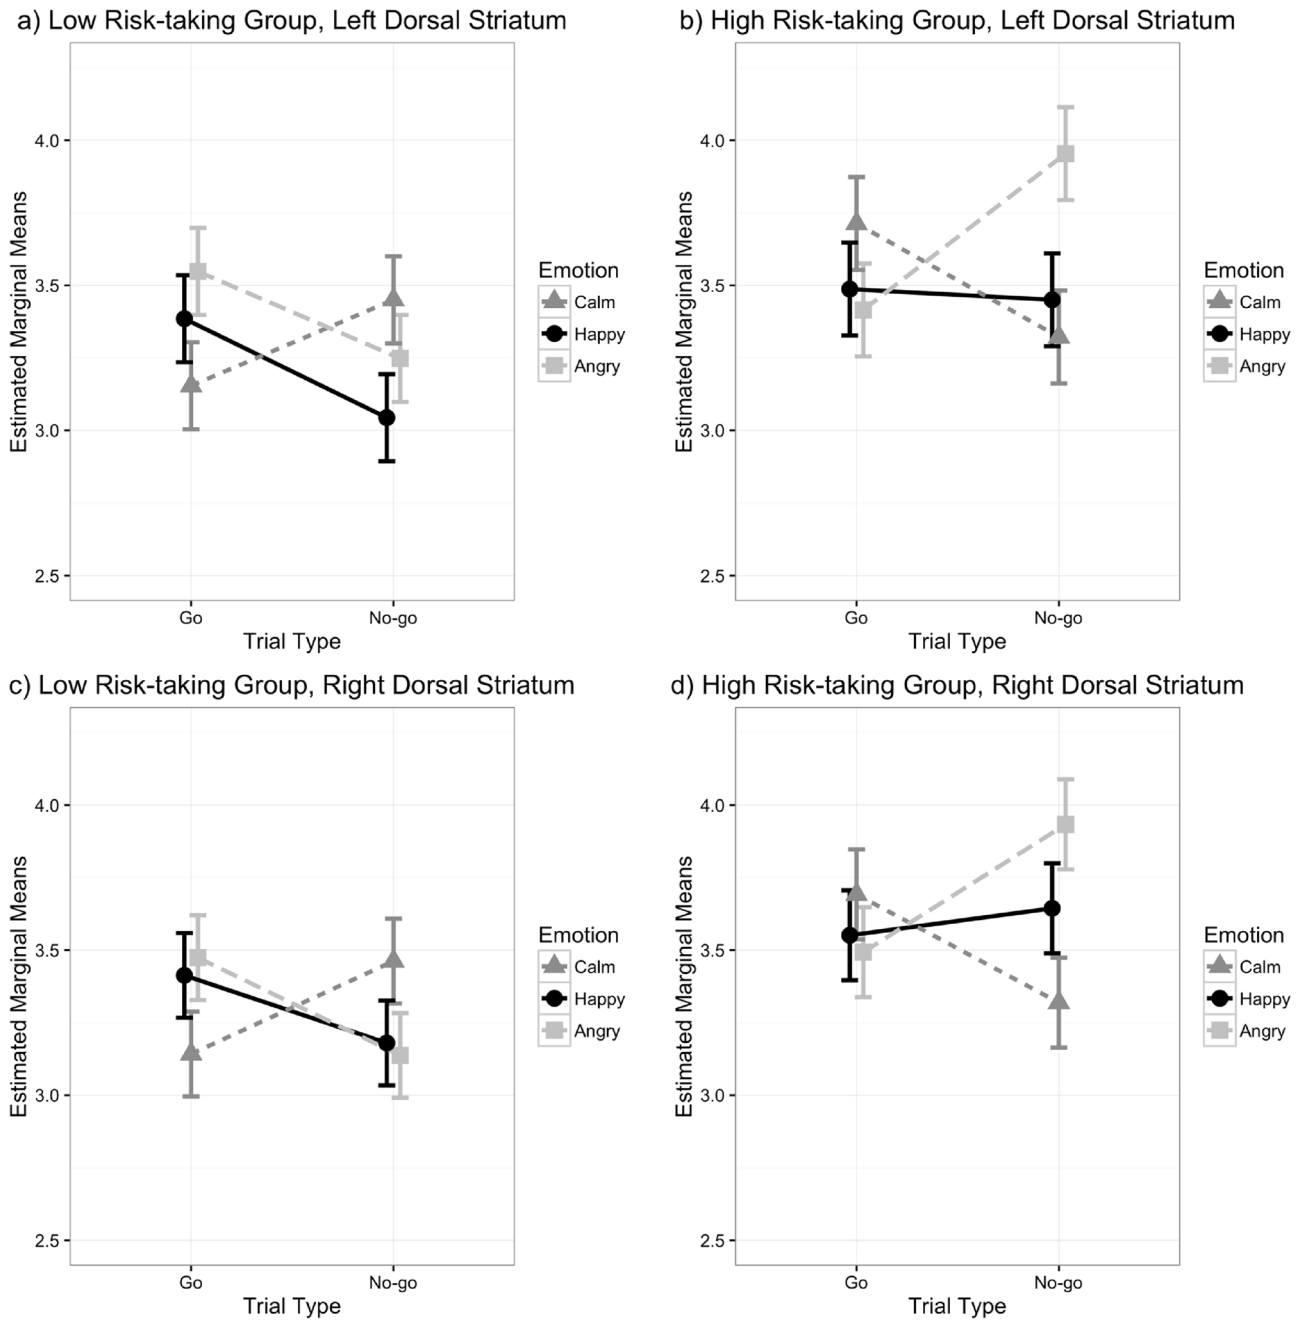 a) Low Risk-taking Group, Left Dorsal Striatum
4.0
3.5
3.0
2.5
Estimated Marginal Means
Go
No-go
Trial Type
Emotion
Calm
Happy
Angry
b) High Risk-taking Group, Left Dorsal Striatum
4.0
3.5
3.0
2.5
Estimated Marginal Means
Go
No-go
Trial Type
Emotion
Calm
Happy
Angry
c) Low Risk-taking Group, Right Dorsal Striatum
4.0
3.5
3.0
2.5
Estimated Marginal Means
Go
No-go
Trial Type
Emotion
Calm
Happy
Angry
d) High Risk-taking Group, Right Dorsal Striatum
4.0
3.5
3.0
2.5
Estimated Marginal Means
Go
No-go
Trial Type
Emotion
Calm
Happy
Angry